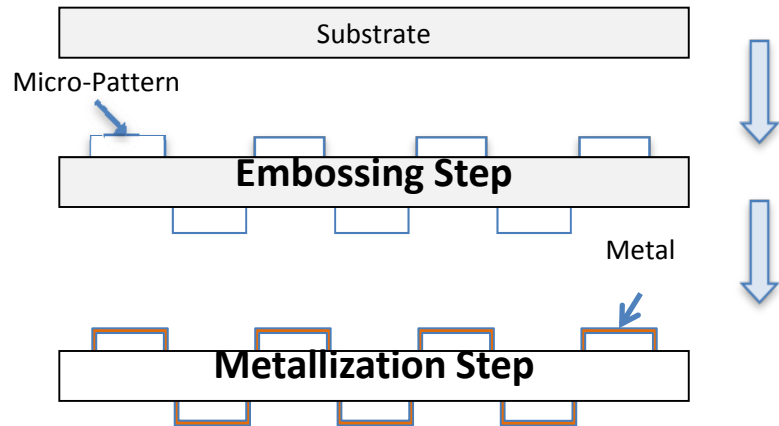 Substrate
Micro-Pattern
Embossing Step
Metal
Metallization Step